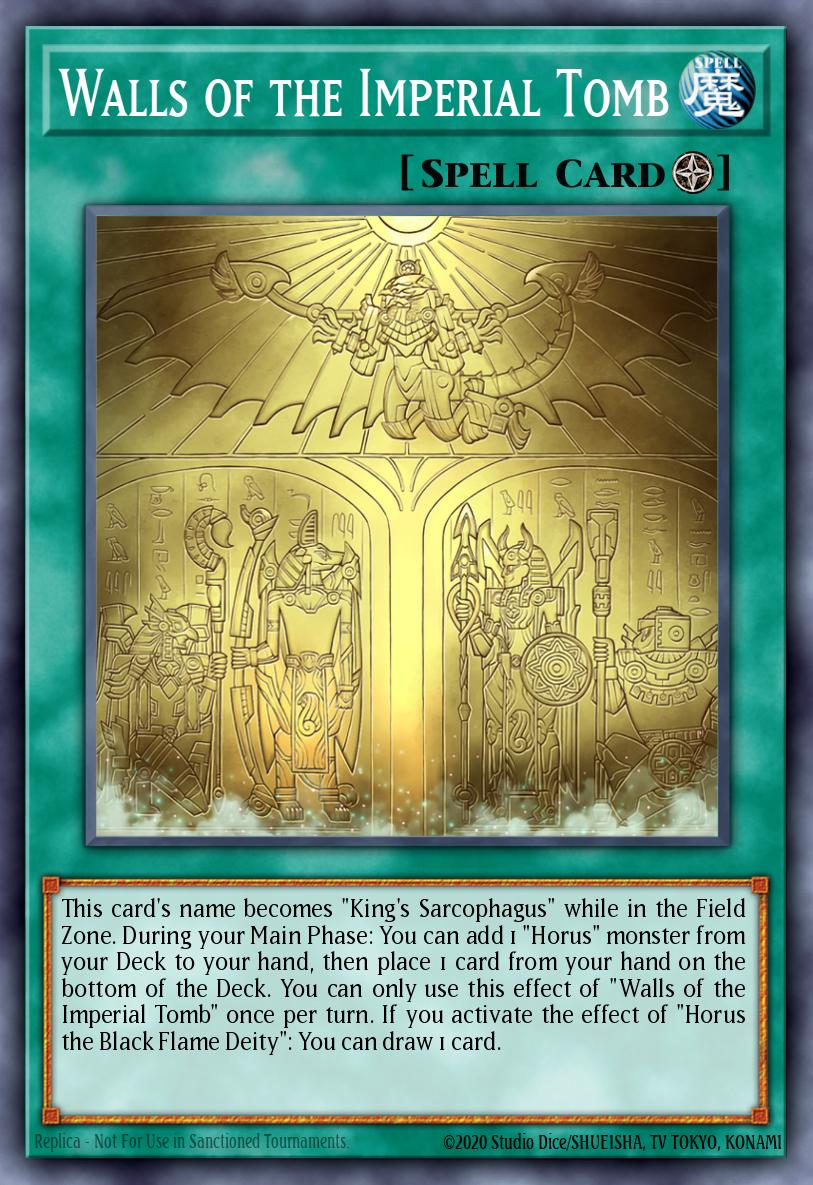 Walls of the Imperial Tomb
SPELL
魔
[Spell Card]
This card's name becomes "King's Sarcophagus" while in the Field
Zone. During your Main Phase: You can add 1 "Horus" monster from
your Deck to your hand, then place 1 card from your hand on the
bottom of the Deck. You can only use this effect of "Walls of the
Imperial Tomb" once per turn. If you activate the effect of "Horus
the Black Flame Deity": You can draw 1 card.
Replica - Not For Use in Sanctioned Tournaments.
©2020 Studio Dice/SHUEISHA, TV TOKYO, KONAMI